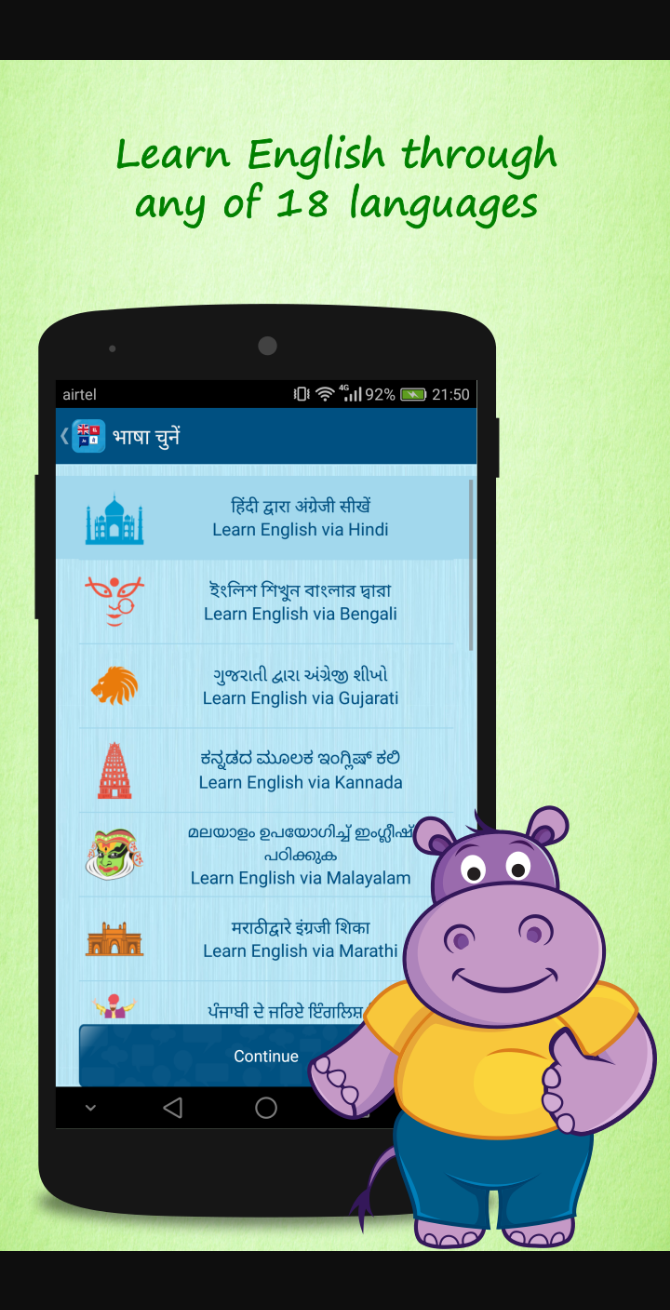 Learn English through
any of 18 languages
airtel
4G 92% 21:50
भाषा चुनें
हिंदी द्वारा अंग्रेजी सीखें
Learn English via Hindi
ইংলিশ শিখুন বাংলার দ্বারা
Learn English via Bengali
ગુજરાતી દ્વારા અંગ્રેજી શીખો
Learn English via Gujarati
ಕನ್ನಡದ ಮೂಲಕ ಇಂಗ್ಲಿಷ್ ಕಲಿ
Learn English via Kannada
മലയാളം ഉപയോഗിച്ച് ഇംഗ്ലീഷ്
പഠിക്കുക
Learn English via Malayalam
मराठीद्वारे इंग्रजी शिका
Learn English via Marathi
ਪੰਜਾਬੀ ਦੇ ਜਰਿਏ ਇੰਗਲਿਸ਼
Continue